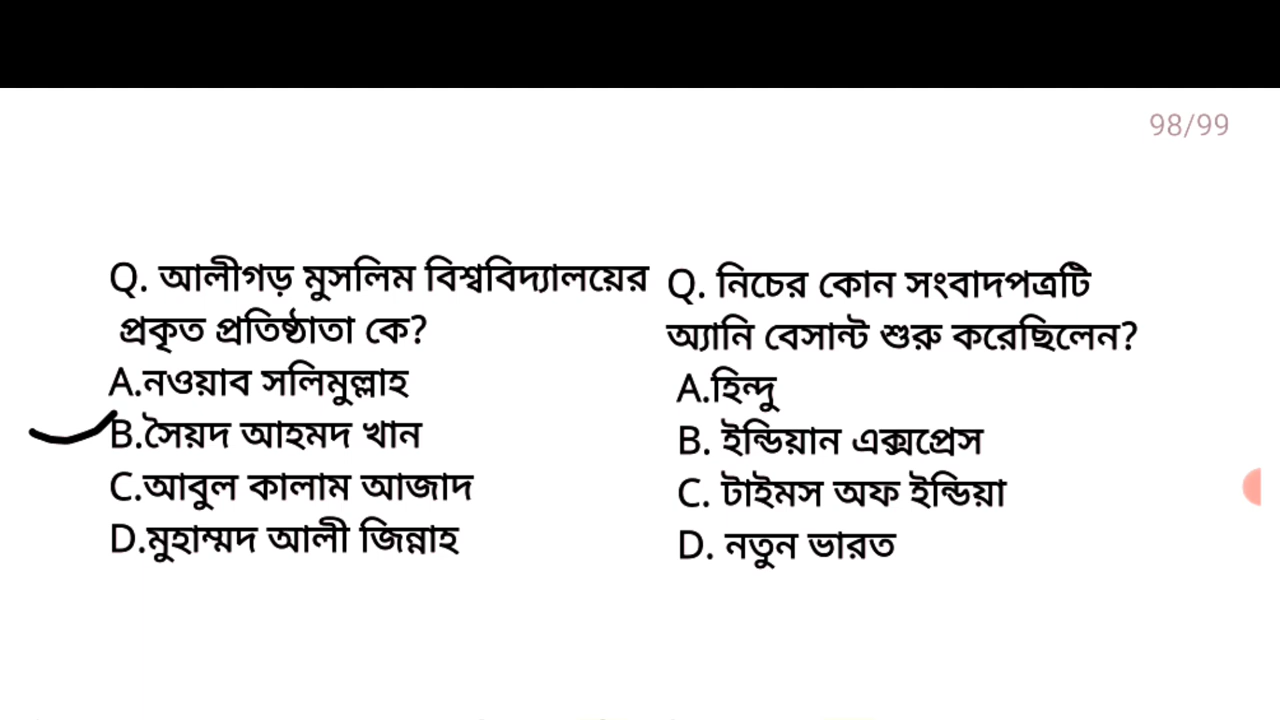 98/99
Q. আলীগড় মুসলিম বিশ্ববিদ্যালয়ের
প্রকৃত প্রতিষ্ঠাতা কে?
A.নওয়াব সলিমুল্লাহ
B.সৈয়দ আহমদ খান
C.আবুল কালাম আজাদ
D.মুহাম্মদ আলী জিন্নাহ
Q. নিচের কোন সংবাদপত্রটি
অ্যানি বেসান্ট শুরু করেছিলেন?
A.হিন্দু
B. ইন্ডিয়ান এক্সপ্রেস
C. টাইমস অফ ইন্ডিয়া
D. নতুন ভারত